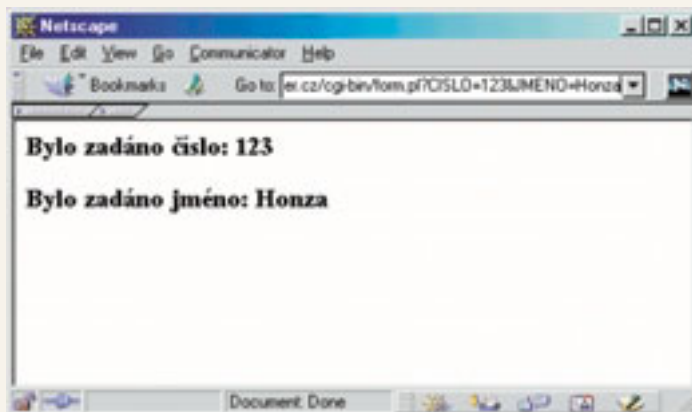 Netscape
File Edit View Go Communicator Help
Bookmarks Go to: er.cz/cgi-bin/form.pl?CISLO=123&JMENO=Honza
Bylo zadáno číslo: 123
Bylo zadáno jméno: Honza
Document: Done